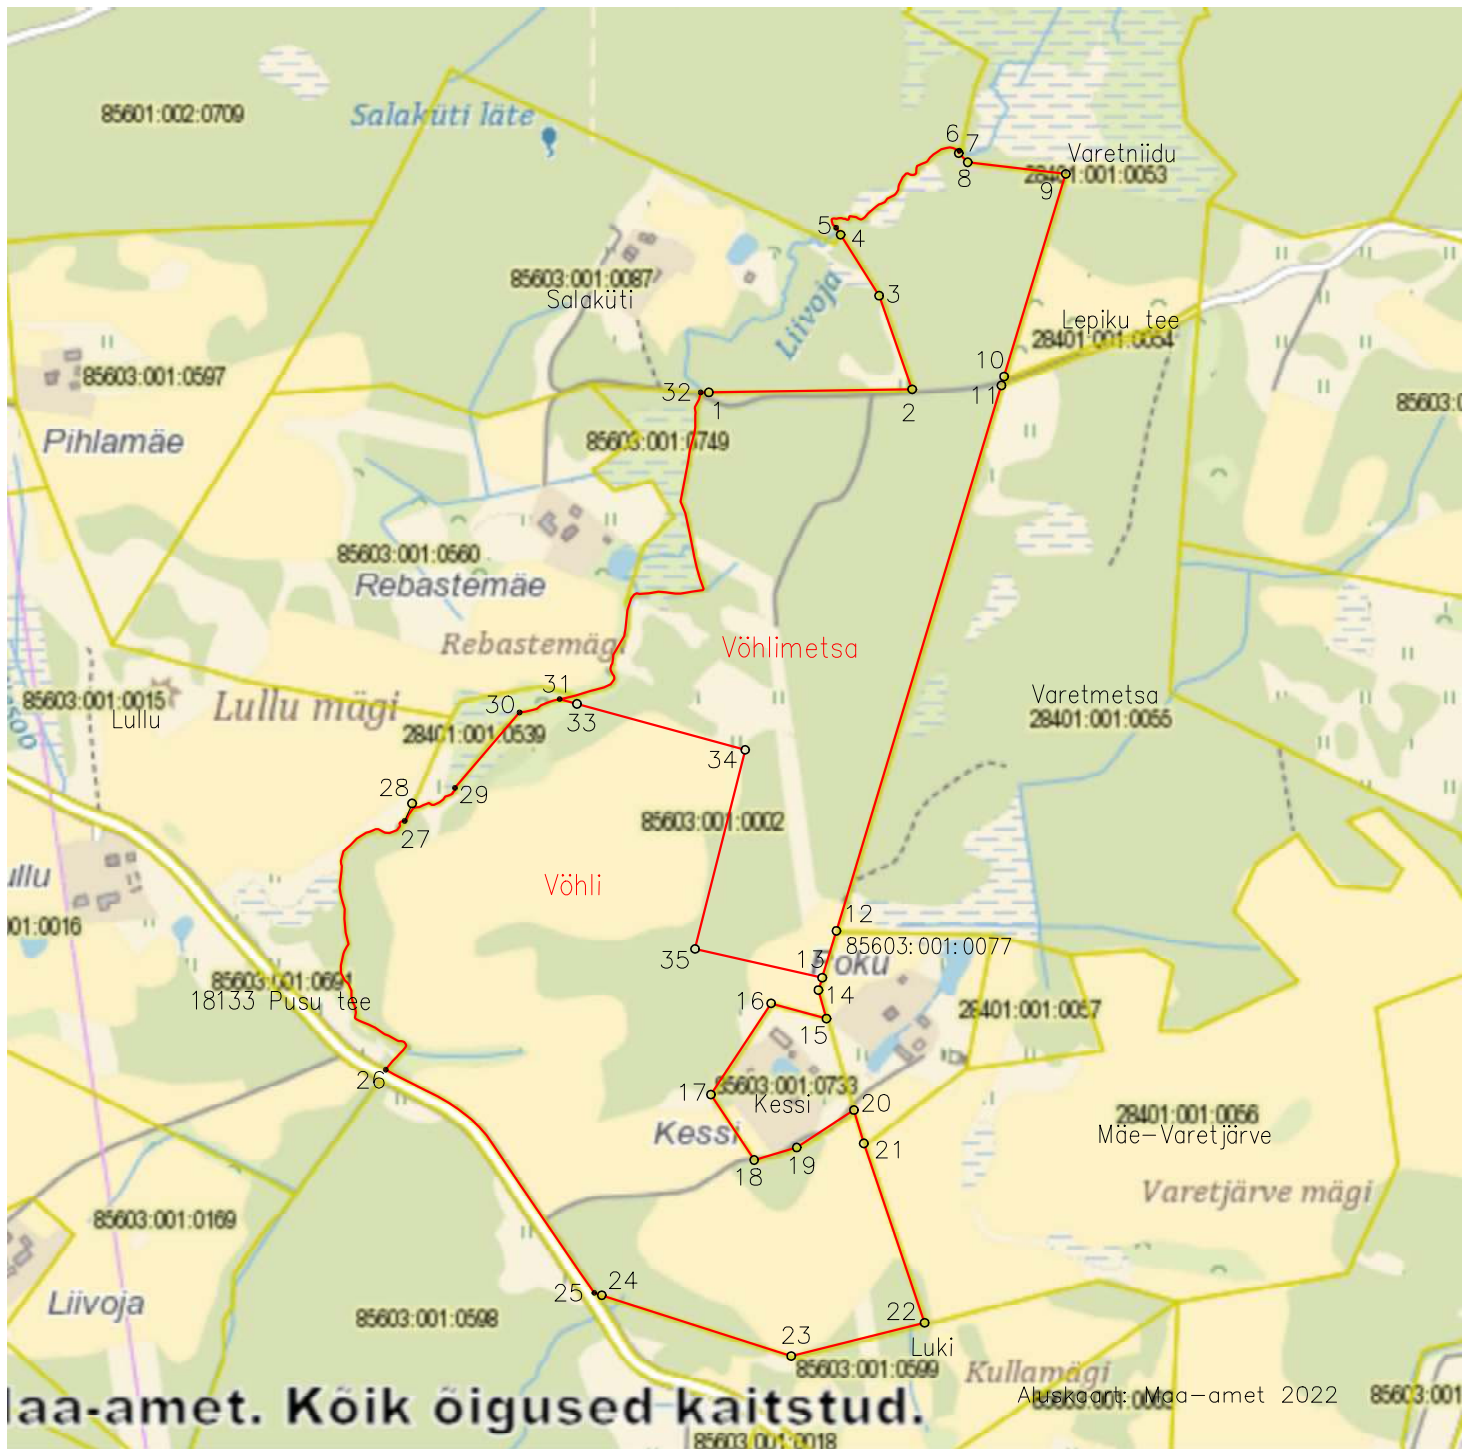 85601:002:0709
Salaküti läte
6
7
8
Varetniidu
28401:001:0053
9
5
4
3
85603:001:0087
Salaküti
Liivoja
Lepiku tee
28401:001:0054
10
11
85603:001:0597
32
1
2
Pihlamäe
85603:001:0749
85603:001:0560
Rebastemäe
Rebastemägi
Võhlimetsa
85603:001:0015
Lullu
Lullu mägi
31
30
33
28401:001:0539
34
Varetmetsa
28401:001:0055
28
29
27
85603:001:0002
Võhli
12
85603:001:0077
35
13
14
16
15
85603:001:0691
18133 Pusu tee
28401:001:0057
26
17
85603:001:0733
Kessi
Kessi
20
21
19
18
28401:001:0056
Mäe-Varetjärve
Varetjärve mägi
85603:001:0169
Liivoja
25
24
85603:001:0598
22
23
Luki
85603:001:0599
Kullamägi
Aluskaart: Maa-amet 2022
Kõik õigused kaitstud.
85603:001:0018